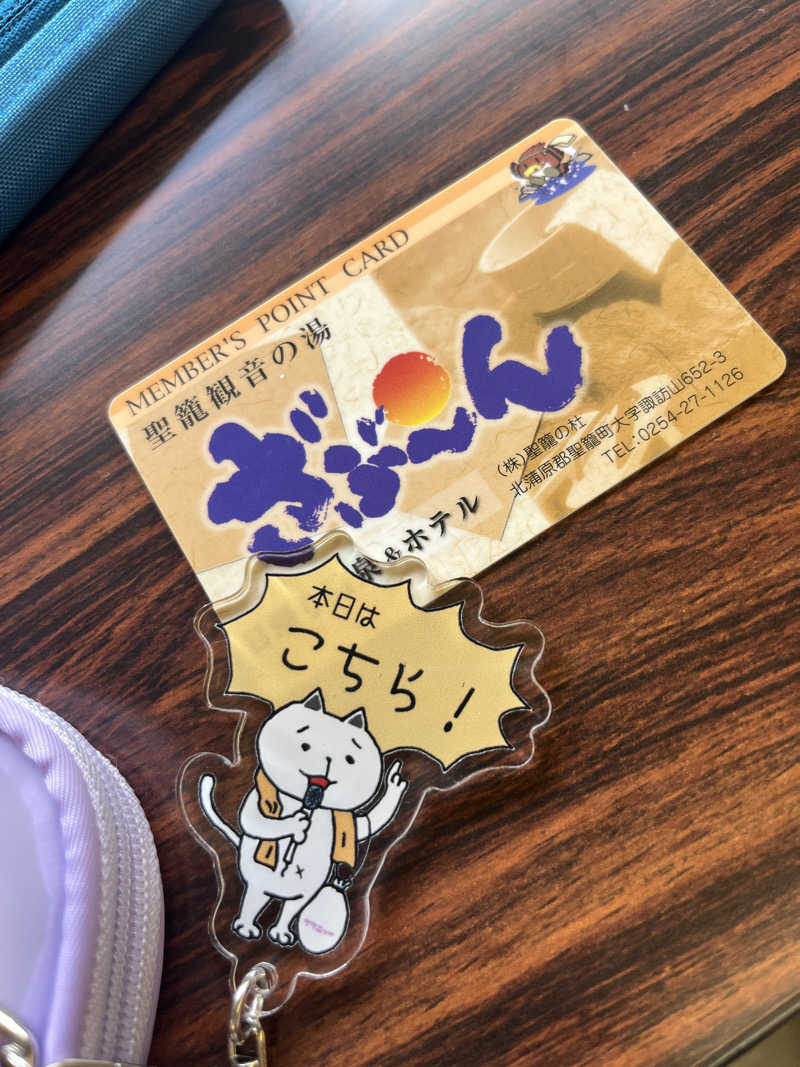 MEMBER'S POINT CARD
聖籠観音の湯
ざぶーん
泉&ホテル
(株)聖籠の杜
北蒲原郡聖籠町大字諏訪山652-3
TEL:0254-27-1126
本日は
こちら!